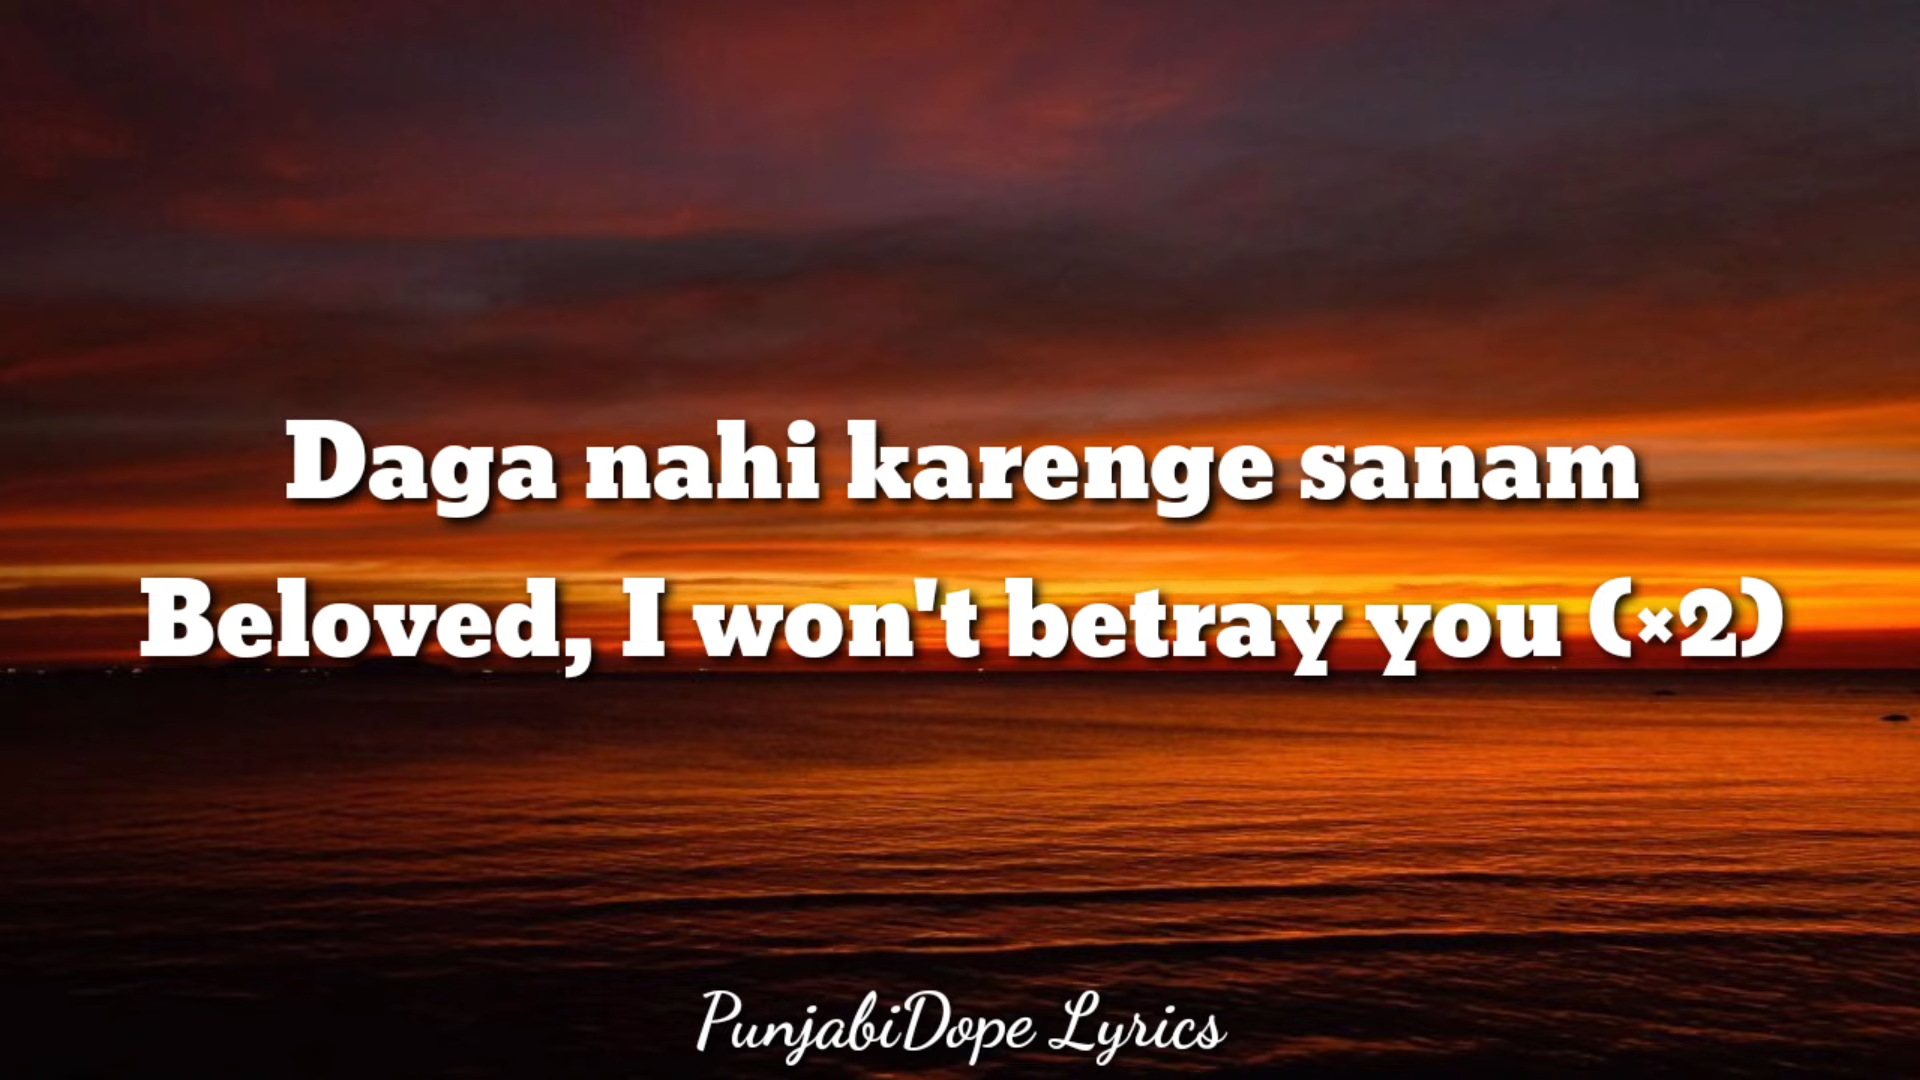 Daga nahi karenge sanam
Beloved, I won't betray you (×2)
PunjabiDope Lyrics